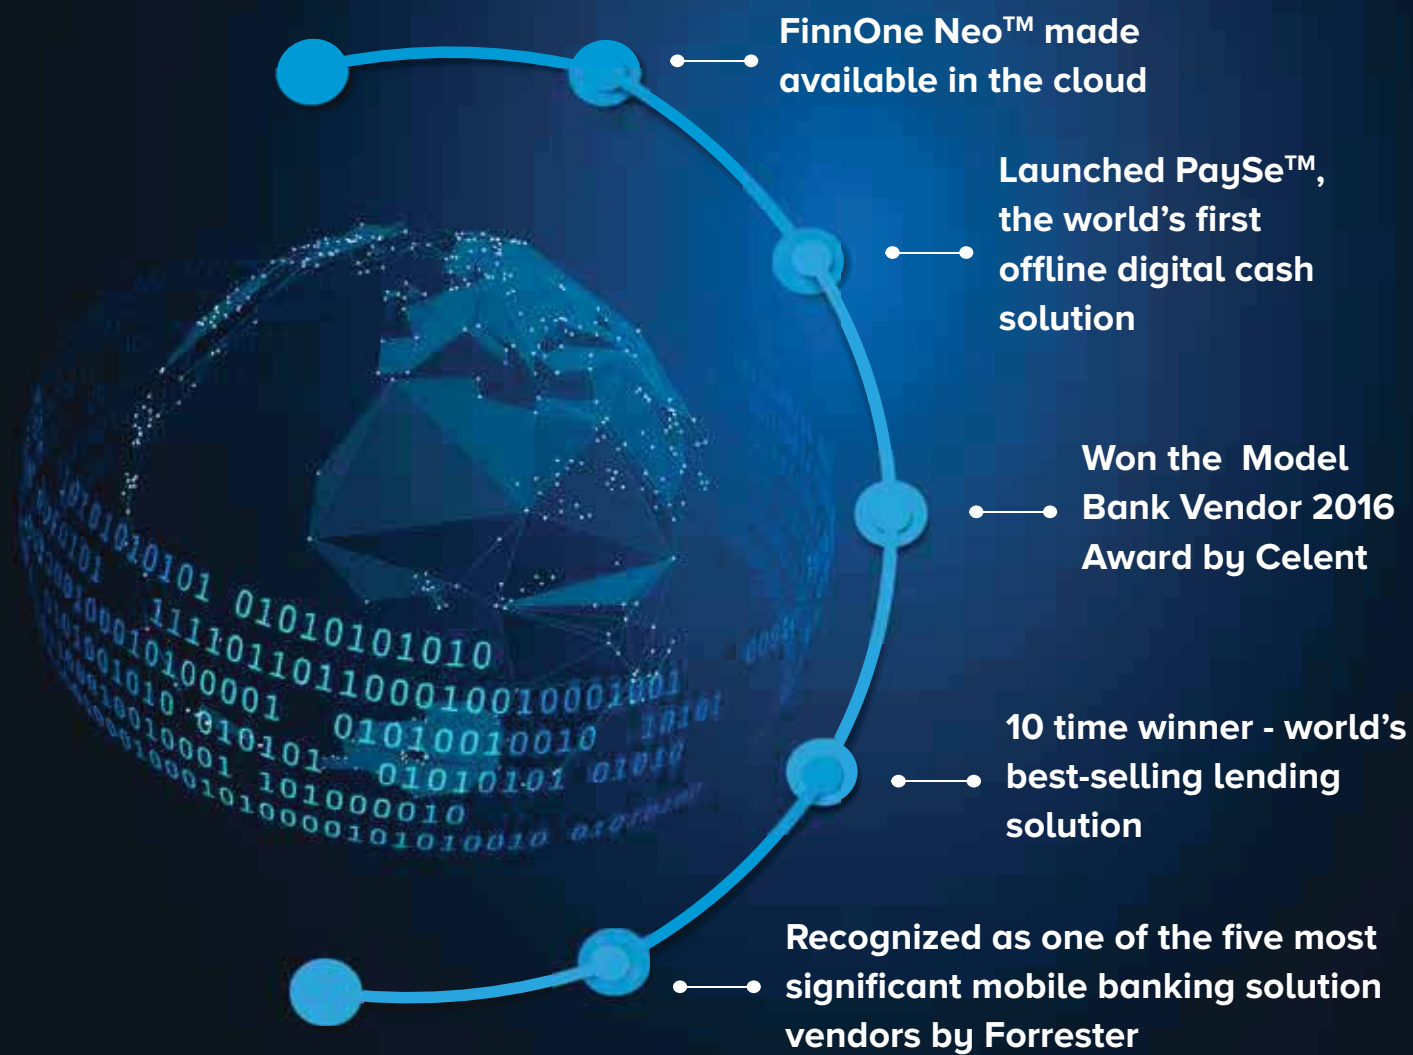 FinnOne Neo™ made
available in the cloud
Launched PaySe™,
the world’s first
offline digital cash
solution
Won the Model
Bank Vendor 2016
Award by Celent
10 time winner - world’s
best-selling lending
solution
Recognized as one of the five most
significant mobile banking solution
vendors by Forrester
01010101010